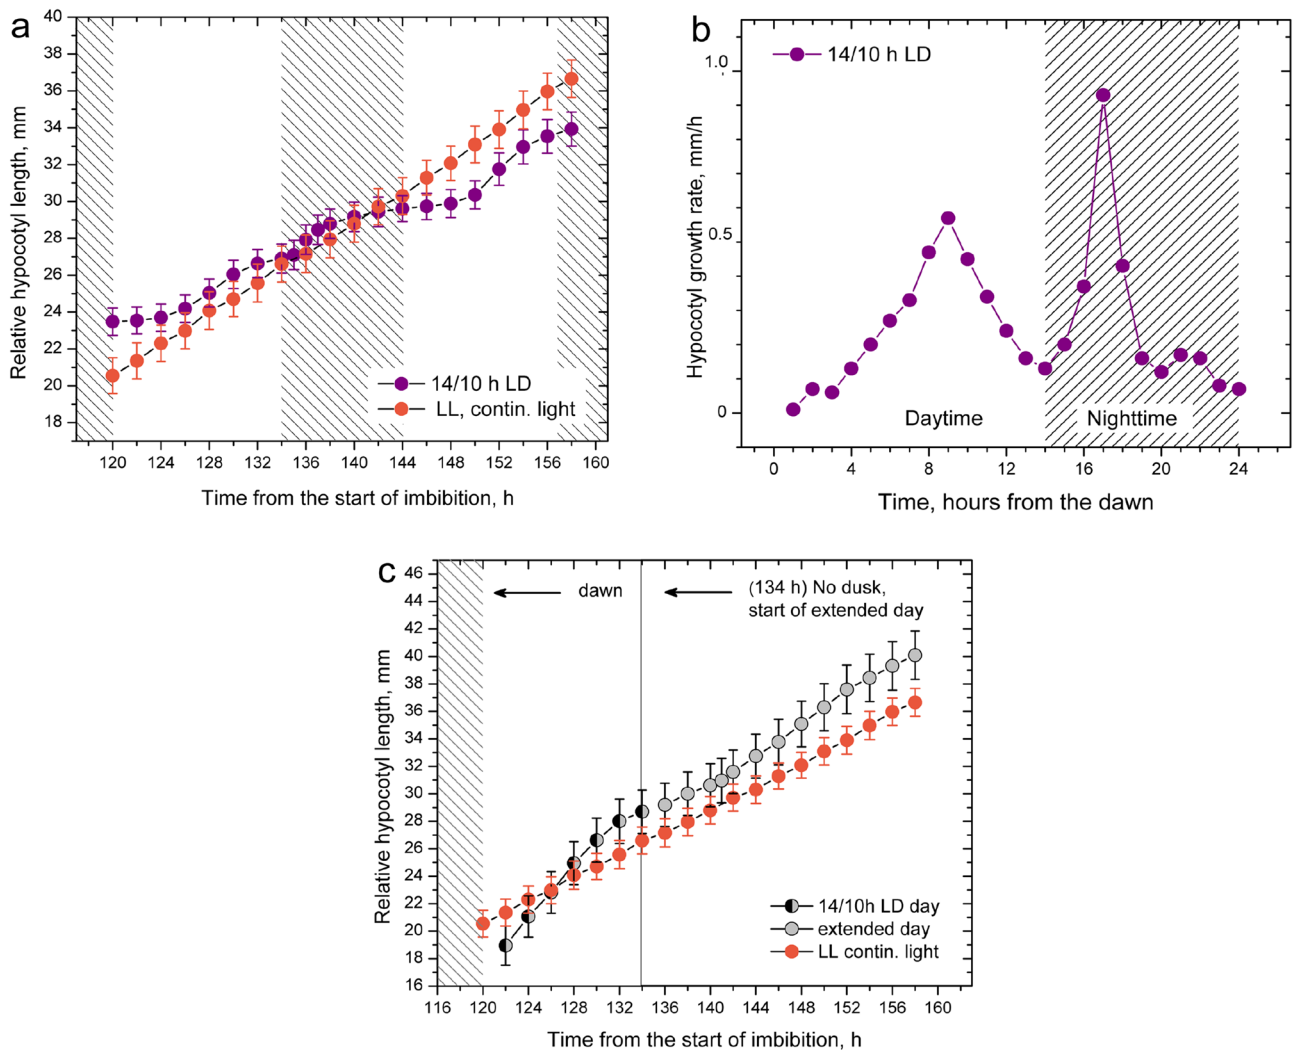 a
40
38
36
34
32
30
28
26
24
22
20
18
Relative hypocotyl length, mm
14/10 h LD
LL, contin. light
120 124 128 132 136 140 144 148 152 156 160
Time from the start of imbibition, h
b
14/10 h LD
1.0
0.5
0
Hypocotyl growth rate, mm/h
Daytime
Nighttime
0 4 8 12 16 20 24
Time, hours from the dawn
c
46
44
42
40
38
36
34
32
30
28
26
24
22
20
18
16
Relative hypocotyl length, mm
dawn
(134 h) No dusk,
start of extended day
14/10h LD day
extended day
LL contin. light
116 120 124 128 132 136 140 144 148 152 156 160
Time from the start of imbibition, h